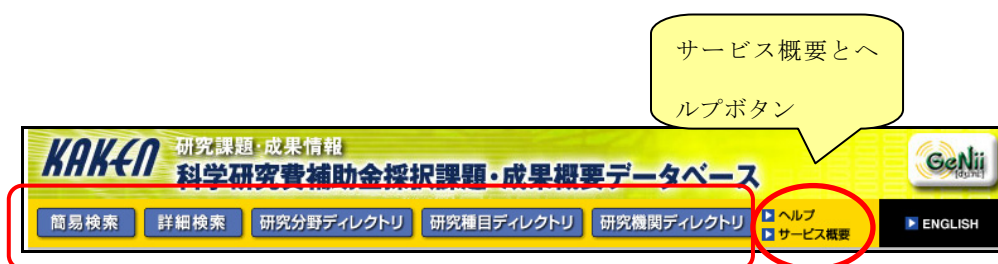 サービス概要とヘ
ルプボタン
KAKEN 研究課題・成果情報
科学研究費補助金採択課題・成果概要データベース
GeNii
[dʒíːniː]
簡易検索 詳細検索 研究分野ディレクトリ 研究種目ディレクトリ 研究機関ディレクトリ
ヘルプ
サービス概要
ENGLISH